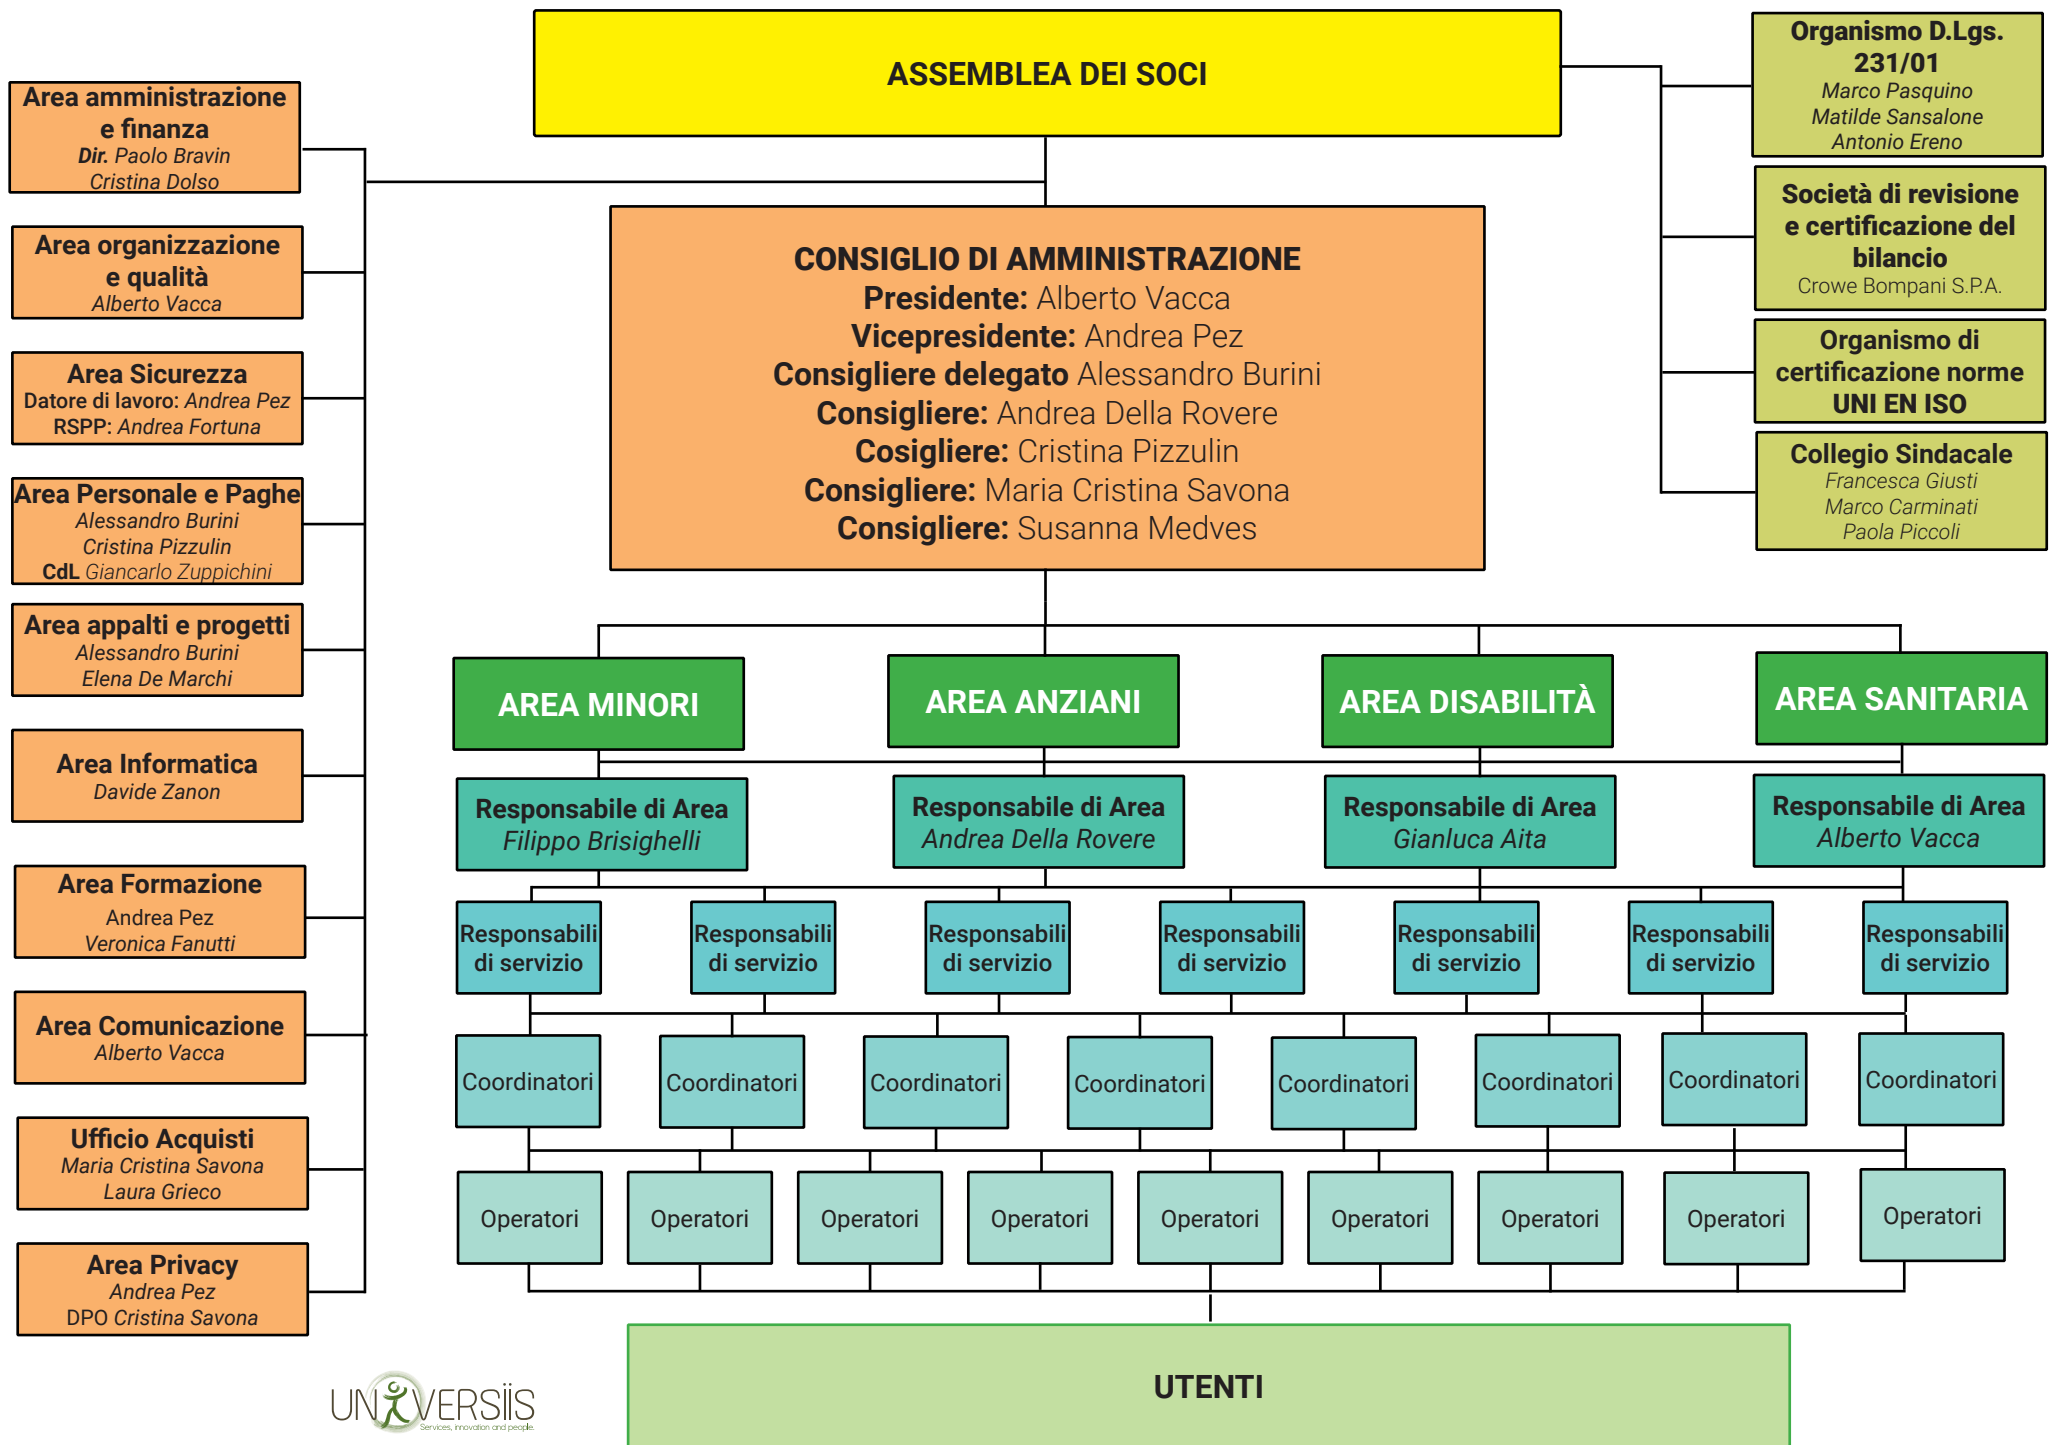 ASSEMBLEA DEI SOCI
Organismo D.Lgs.
231/01
Marco Pasquino
Matilde Sansalone
Antonio Ereno
Società di revisione
e certificazione del
bilancio
Crowe Bompani S.P.A.
Organismo di
certificazione norme
UNI EN ISO
Collegio Sindacale
Francesca Giusti
Marco Carminati
Paola Piccoli
Area amministrazione
e finanza
Dir. Paolo Bravin
Cristina Dolso
Area organizzazione
e qualità
Alberto Vacca
Area Sicurezza
Datore di lavoro: Andrea Pez
RSPP: Andrea Fortuna
Area Personale e Paghe
Alessandro Burini
Cristina Pizzulin
CdL Giancarlo Zuppichini
Area appalti e progetti
Alessandro Burini
Elena De Marchi
Area Informatica
Davide Zanon
Area Formazione
Andrea Pez
Veronica Fanutti
Area Comunicazione
Alberto Vacca
Ufficio Acquisti
Maria Cristina Savona
Laura Grieco
Area Privacy
Andrea Pez
DPO Cristina Savona
CONSIGLIO DI AMMINISTRAZIONE
Presidente: Alberto Vacca
Vicepresidente: Andrea Pez
Consigliere delegato Alessandro Burini
Consigliere: Andrea Della Rovere
Cosigliere: Cristina Pizzulin
Consigliere: Maria Cristina Savona
Consigliere: Susanna Medves
AREA MINORI
AREA ANZIANI
AREA DISABILITÀ
AREA SANITARIA
Responsabile di Area
Filippo Brisighelli
Responsabile di Area
Andrea Della Rovere
Responsabile di Area
Gianluca Aita
Responsabile di Area
Alberto Vacca
Responsabili
di servizio
Responsabili
di servizio
Responsabili
di servizio
Responsabili
di servizio
Responsabili
di servizio
Responsabili
di servizio
Responsabili
di servizio
Coordinatori
Coordinatori
Coordinatori
Coordinatori
Coordinatori
Coordinatori
Coordinatori
Coordinatori
Operatori
Operatori
Operatori
Operatori
Operatori
Operatori
Operatori
Operatori
Operatori
UTENTI
UNIVERSIIS
Services, innovation and people.